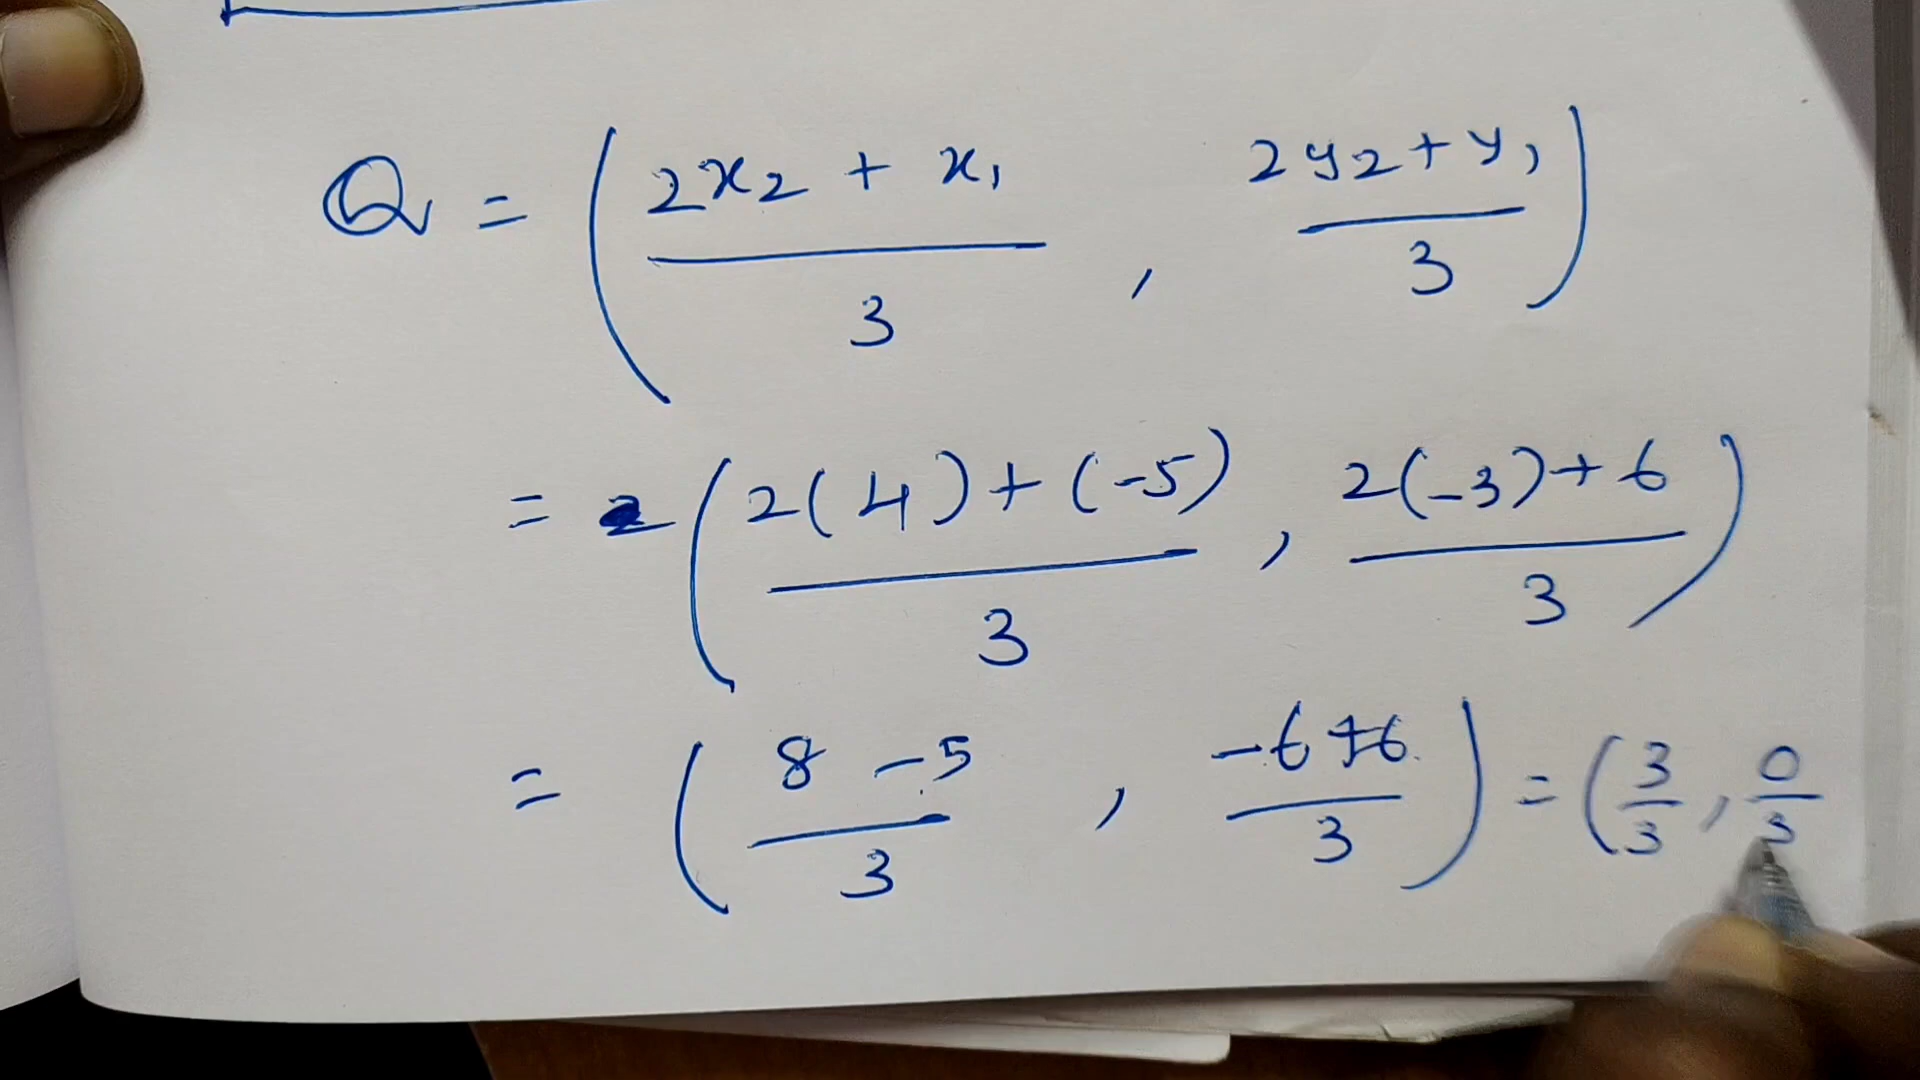 Q = ( (2x₂ + x₁)/3 , (2y₂ + y₁)/3 )
= ( (2(4) + (-5))/3 , (2(-3) + 6)/3 )
= ( (8 - 5)/3 , (-6 + 6)/3 ) = ( 3/3 , 0/3